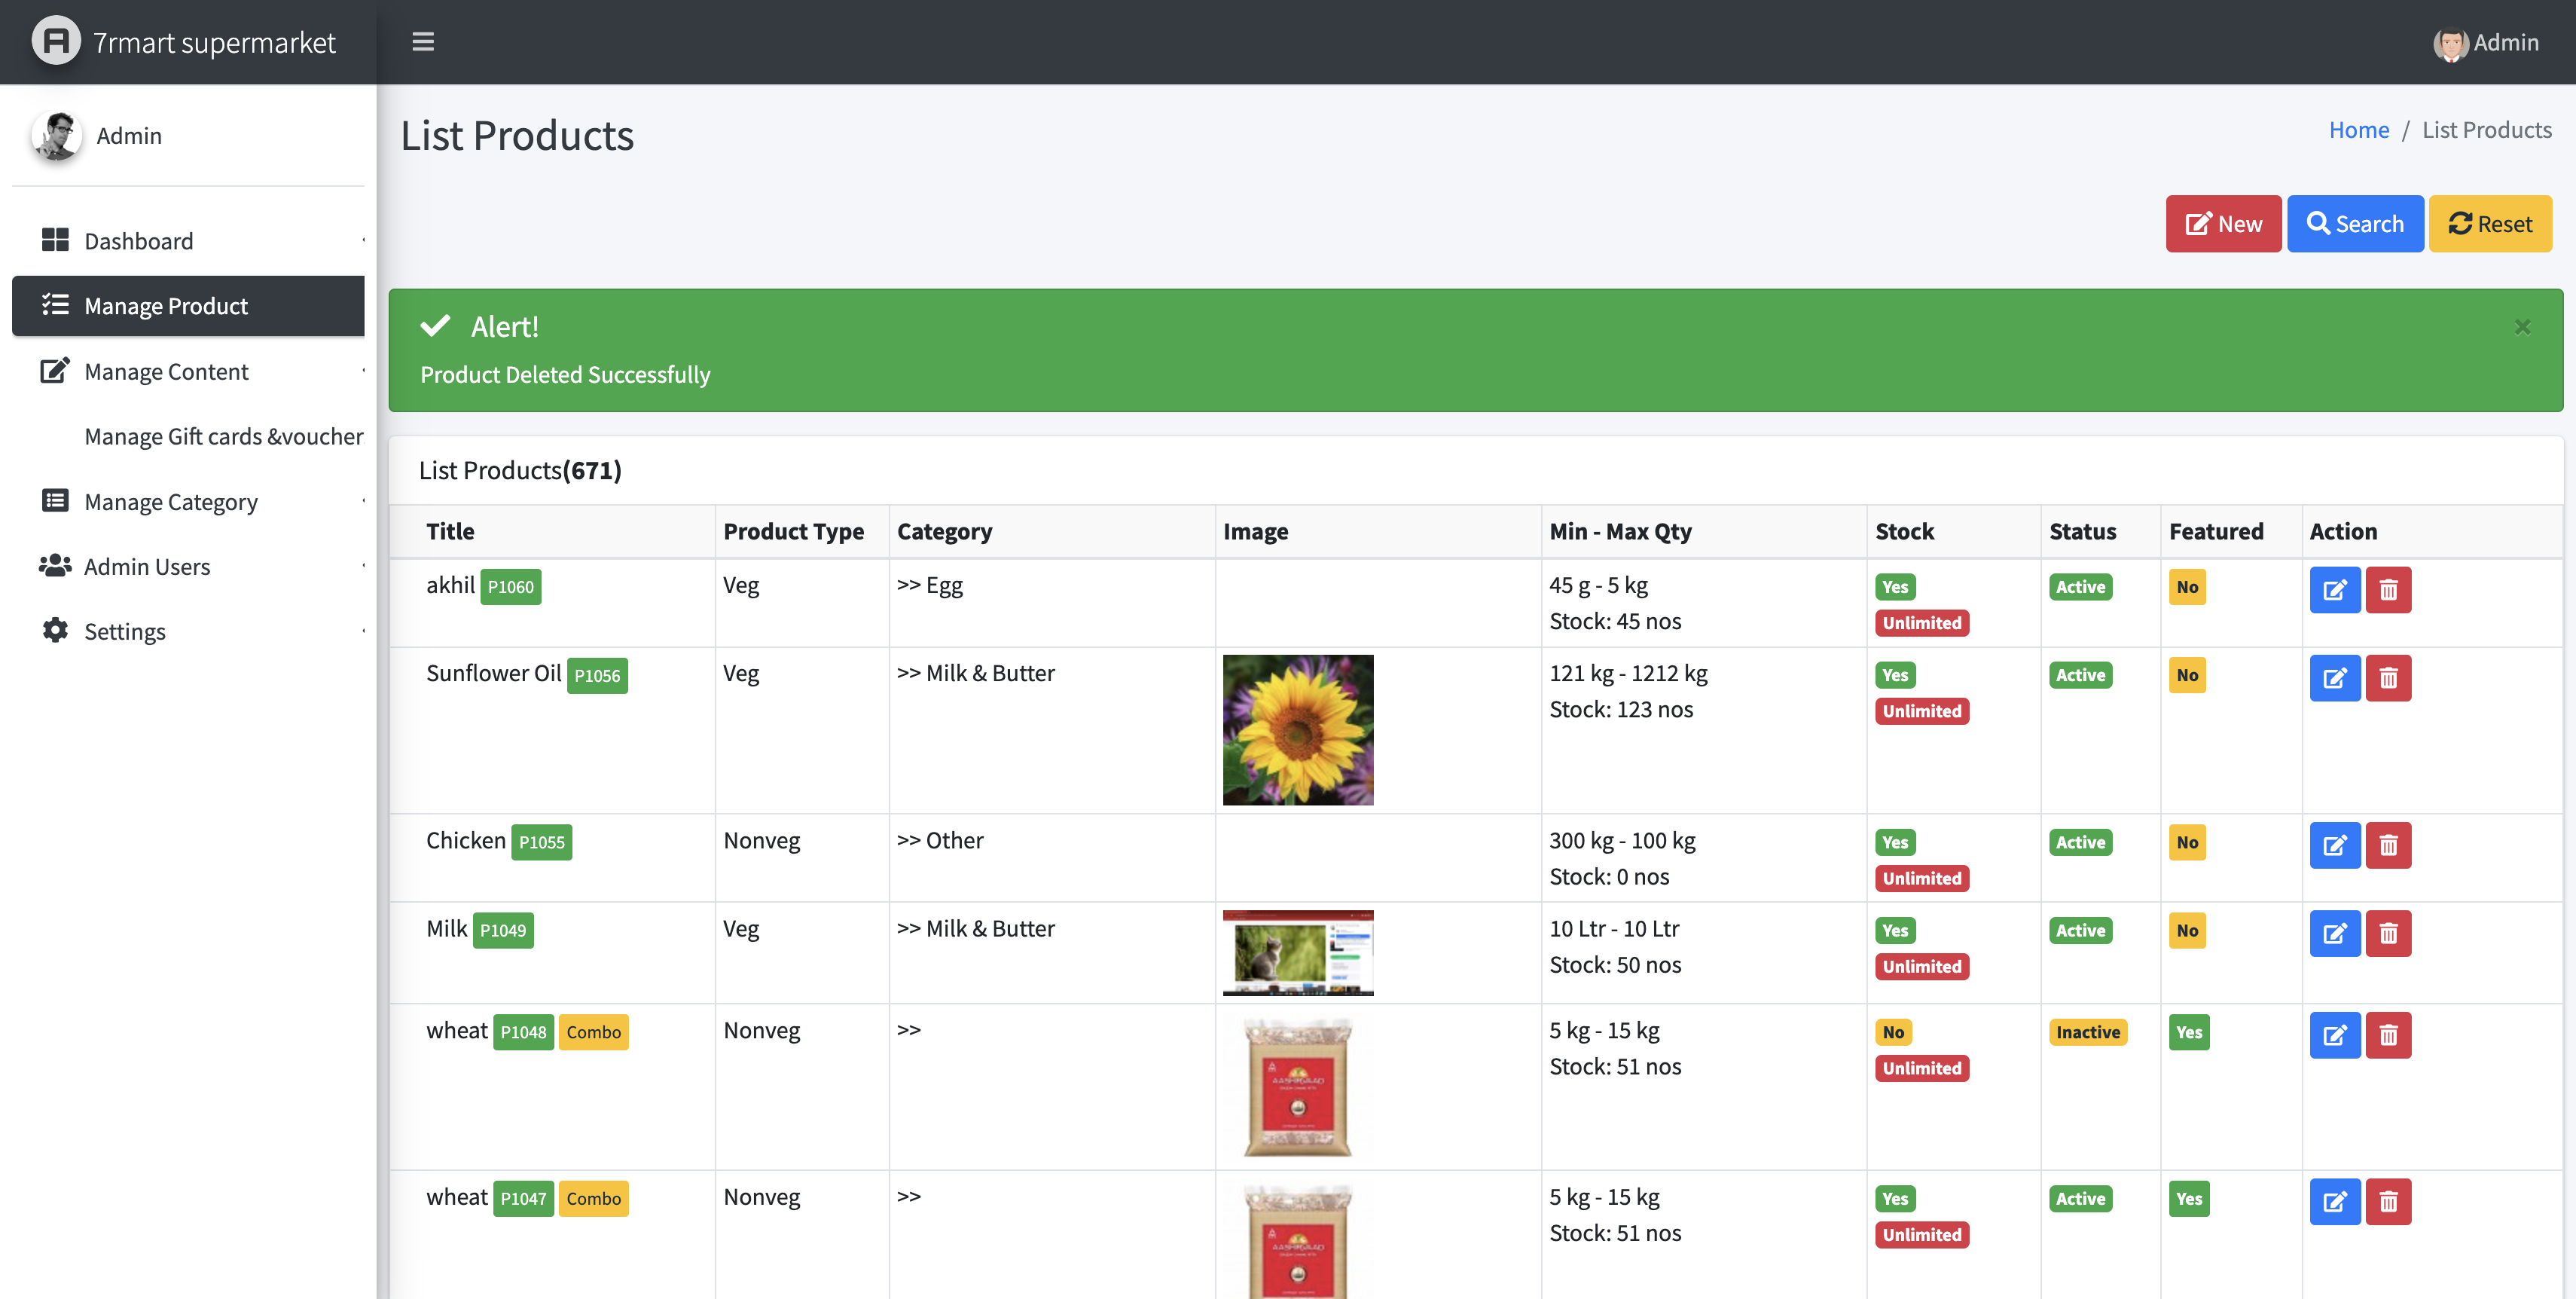 7rmart supermarket
Admin
Admin
Dashboard
Manage Product
Manage Content
Manage Gift cards &voucher
Manage Category
Admin Users
Settings
List Products
Home / List Products
New Search Reset
Alert!
×
Product Deleted Successfully
List Products(671)
Title Product Type Category Image Min - Max Qty Stock Status Featured Action
akhil P1060 Veg >> Egg 45 g - 5 kg Yes Active No
Stock: 45 nos Unlimited
Sunflower Oil P1056 Veg >> Milk & Butter 121 kg - 1212 kg Yes Active No
Stock: 123 nos Unlimited
Chicken P1055 Nonveg >> Other 300 kg - 100 kg Yes Active No
Stock: 0 nos Unlimited
Milk P1049 Veg >> Milk & Butter 10 Ltr - 10 Ltr Yes Active No
Stock: 50 nos Unlimited
wheat P1048 Combo Nonveg >> 5 kg - 15 kg No Inactive Yes
Stock: 51 nos Unlimited
wheat P1047 Combo Nonveg >> 5 kg - 15 kg Yes Active Yes
Stock: 51 nos Unlimited